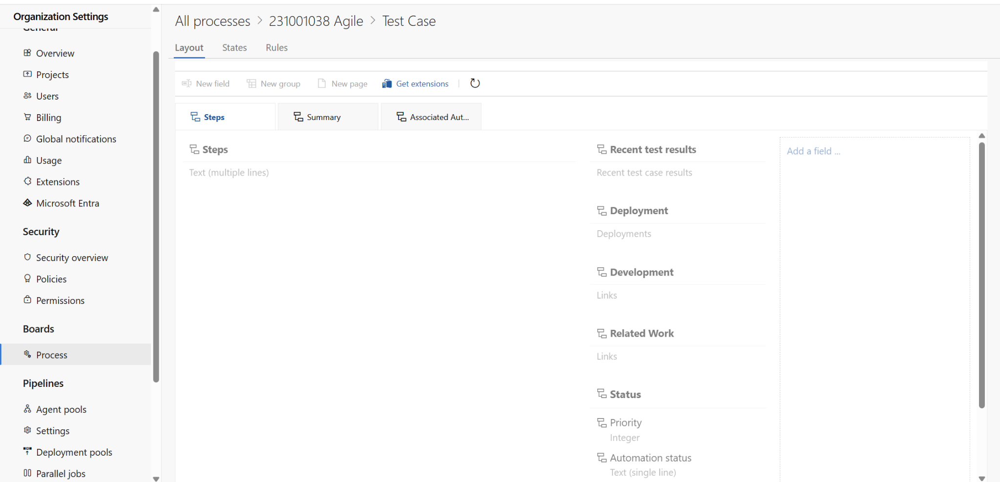 Organization Settings
General
Overview
Projects
Users
Billing
Global notifications
Usage
Extensions
Microsoft Entra
Security
Security overview
Policies
Permissions
Boards
Process
Pipelines
Agent pools
Settings
Deployment pools
Parallel jobs
All processes > 231001038 Agile > Test Case
Layout States Rules
New field New group New page Get extensions
Steps Summary Associated Aut...
Steps
Text (multiple lines)
Recent test results
Recent test case results
Deployment
Deployments
Development
Links
Related Work
Links
Status
Priority
Integer
Automation status
Text (single line)
Add a field ...